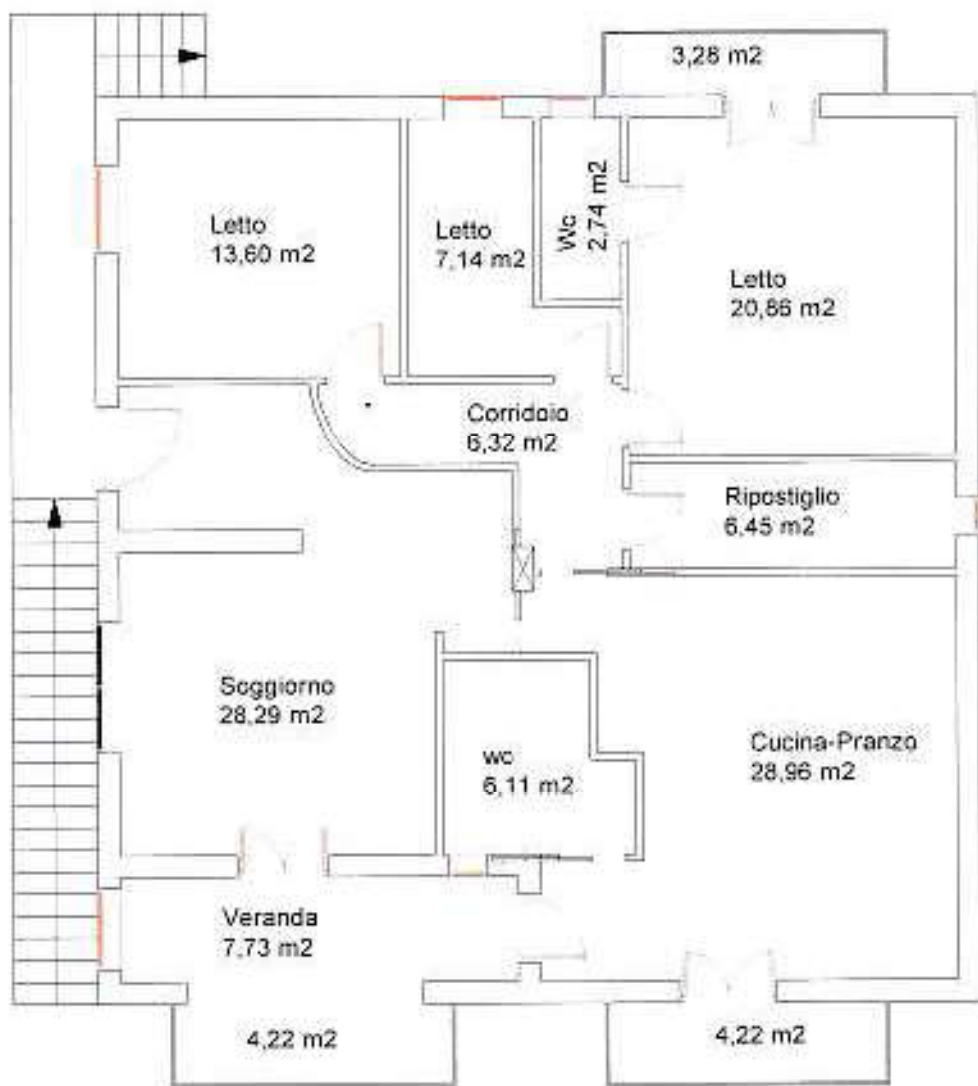 3,28 m2
Letto
13,60 m2
Letto
7,14 m2
Wc
2,74 m2
Letto
20,86 m2
Corridoio
6,32 m2
Ripostiglio
6,45 m2
Soggiorno
28,29 m2
wc
6,11 m2
Cucina-Pranzo
28,96 m2
Veranda
7,73 m2
4,22 m2
4,22 m2